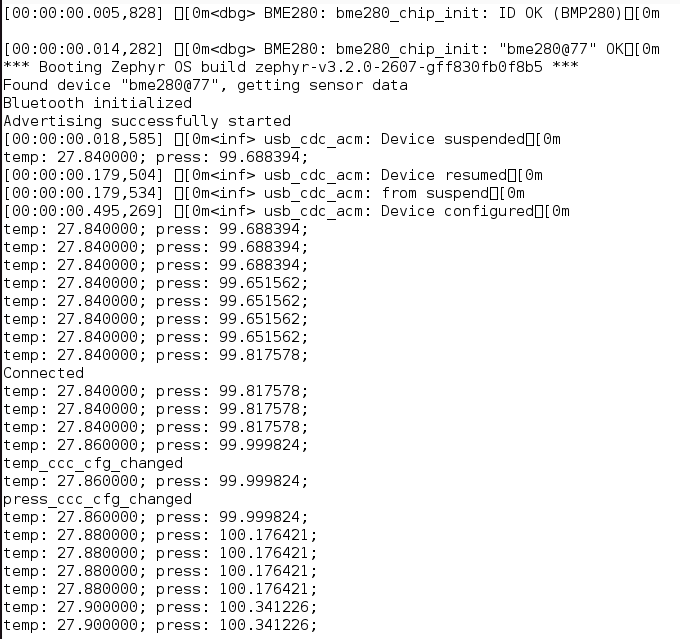 [00:00:00.005,828] □[0m<dbg> BME280: bme280_chip_init: ID OK (BMP280)□[0m
[00:00:00.014,282] □[0m<dbg> BME280: bme280_chip_init: "bme280@77" OK□[0m
*** Booting Zephyr OS build zephyr-v3.2.0-2607-gff830fb0f8b5 ***
Found device "bme280@77", getting sensor data
Bluetooth initialized
Advertising successfully started
[00:00:00.018,585] □[0m<inf> usb_cdc_acm: Device suspended□[0m
temp: 27.840000; press: 99.688394;
[00:00:00.179,504] □[0m<inf> usb_cdc_acm: Device resumed□[0m
[00:00:00.179,534] □[0m<inf> usb_cdc_acm: from suspend□[0m
[00:00:00.495,269] □[0m<inf> usb_cdc_acm: Device configured□[0m
temp: 27.840000; press: 99.688394;
temp: 27.840000; press: 99.688394;
temp: 27.840000; press: 99.688394;
temp: 27.840000; press: 99.651562;
temp: 27.840000; press: 99.651562;
temp: 27.840000; press: 99.651562;
temp: 27.840000; press: 99.651562;
temp: 27.840000; press: 99.817578;
Connected
temp: 27.840000; press: 99.817578;
temp: 27.840000; press: 99.817578;
temp: 27.840000; press: 99.817578;
temp: 27.860000; press: 99.999824;
temp_ccc_cfg_changed
temp: 27.860000; press: 99.999824;
press_ccc_cfg_changed
temp: 27.860000; press: 99.999824;
temp: 27.880000; press: 100.176421;
temp: 27.880000; press: 100.176421;
temp: 27.880000; press: 100.176421;
temp: 27.880000; press: 100.176421;
temp: 27.900000; press: 100.341226;
temp: 27.900000; press: 100.341226;